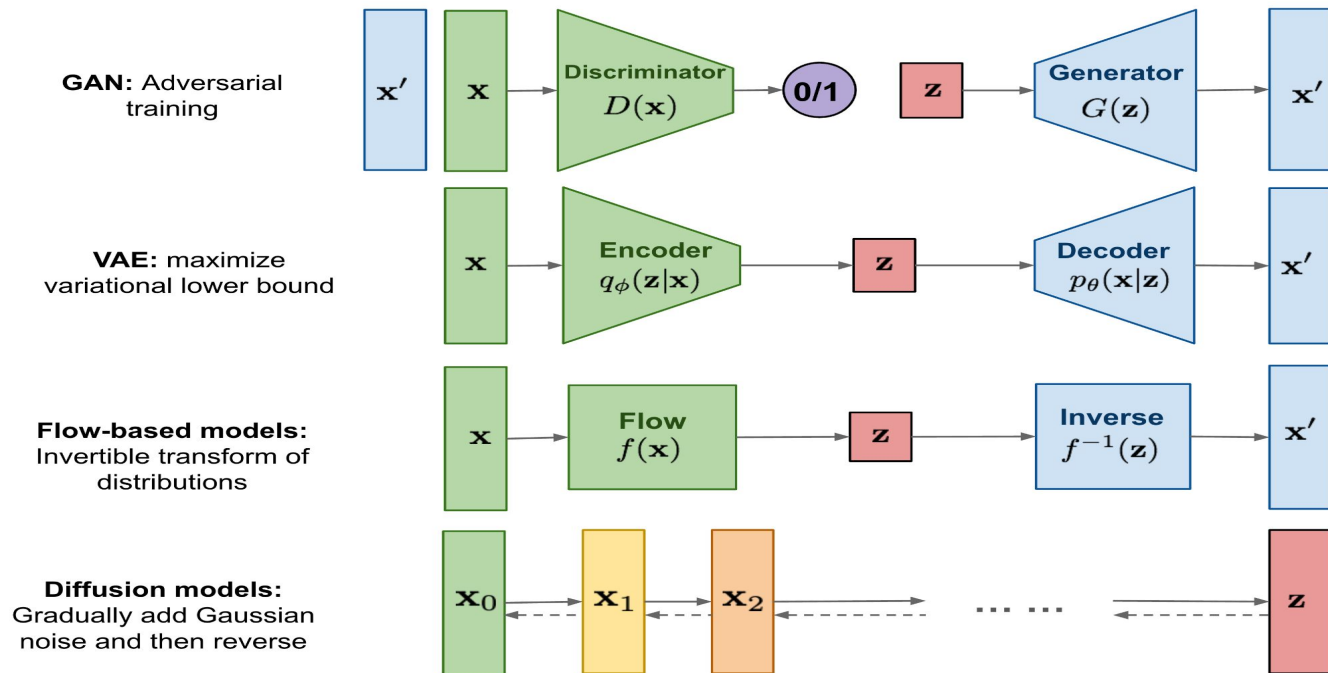 GAN: Adversarial
training
x′
x
Discriminator
D(x)
0/1
z
Generator
G(z)
x′
VAE: maximize
variational lower bound
x
Encoder
qϕ(z|x)
z
Decoder
pθ(x|z)
x′
Flow-based models:
Invertible transform of
distributions
x
Flow
f(x)
z
Inverse
f⁻¹(z)
x′
Diffusion models:
Gradually add Gaussian
noise and then reverse
x₀
x₁
x₂
... ...
z